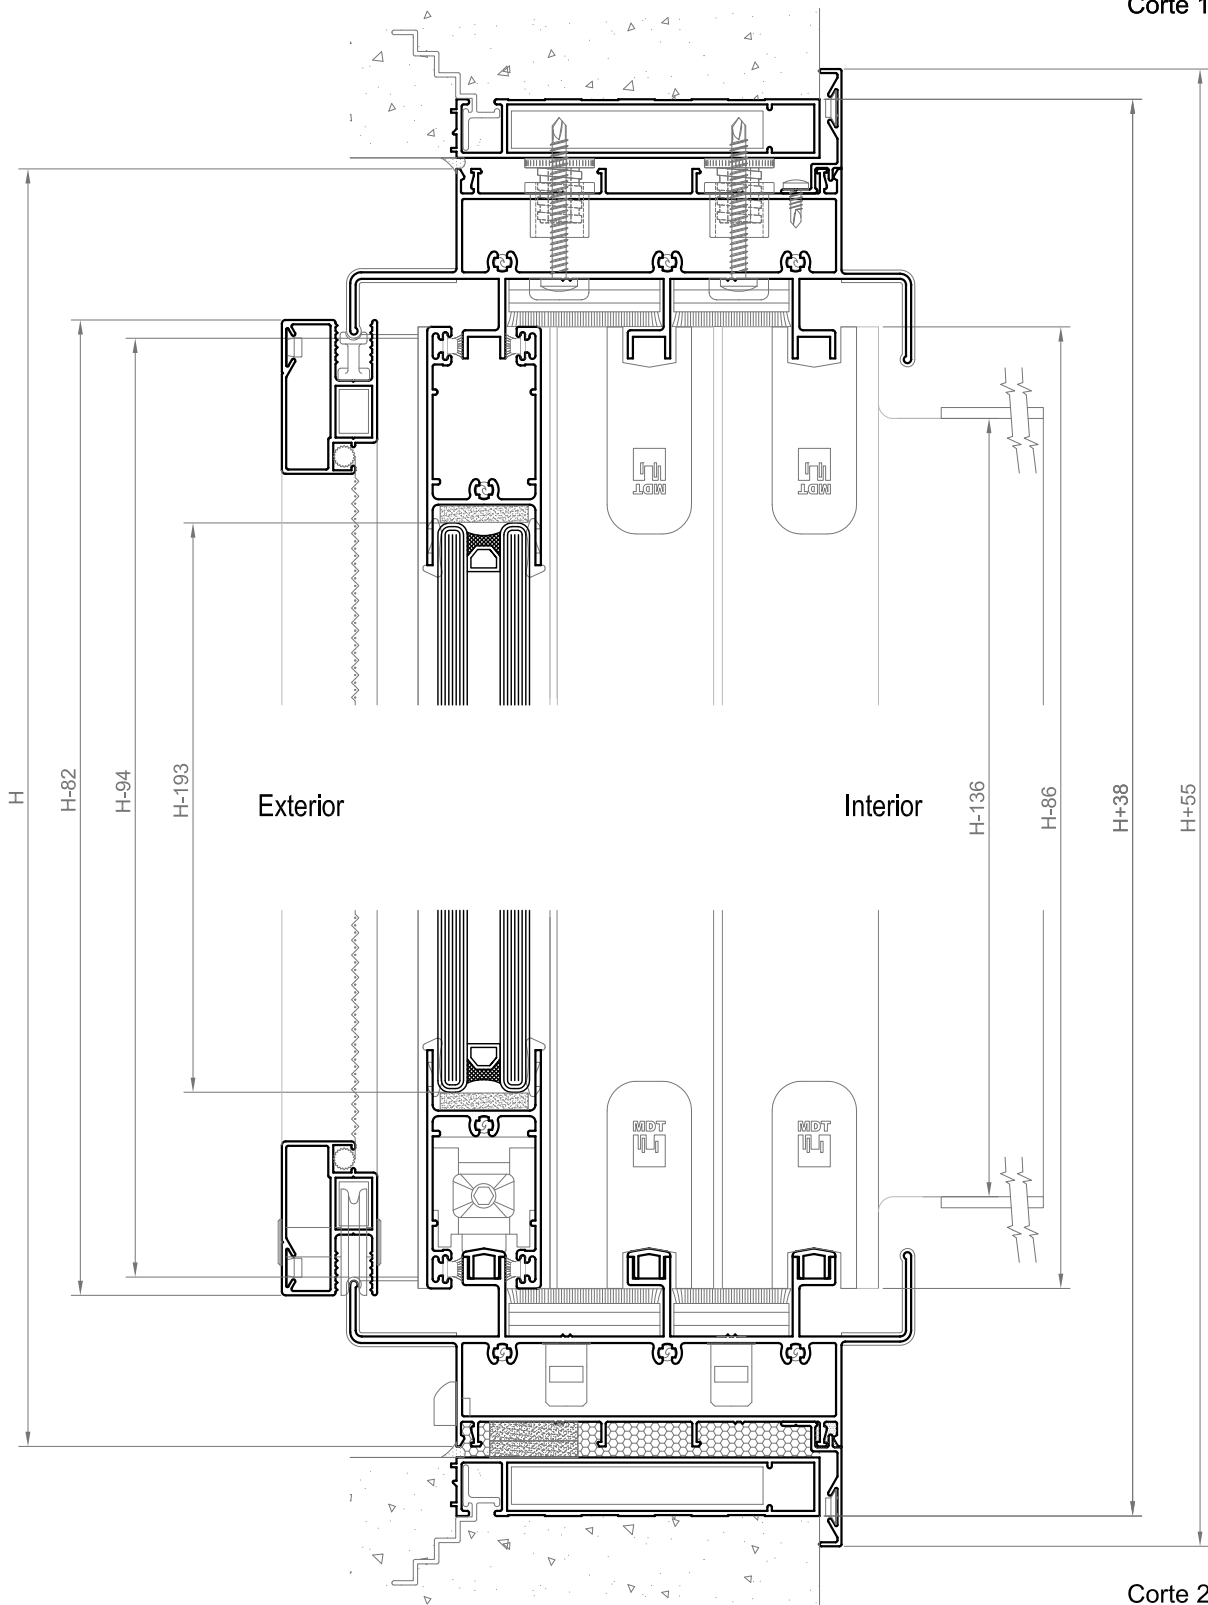 Corte 1
MDT
MDT
H
H-82
H-94
H-193
Exterior
Interior
H-136
H-86
H+38
H+55
MDT
MDT
Corte 2